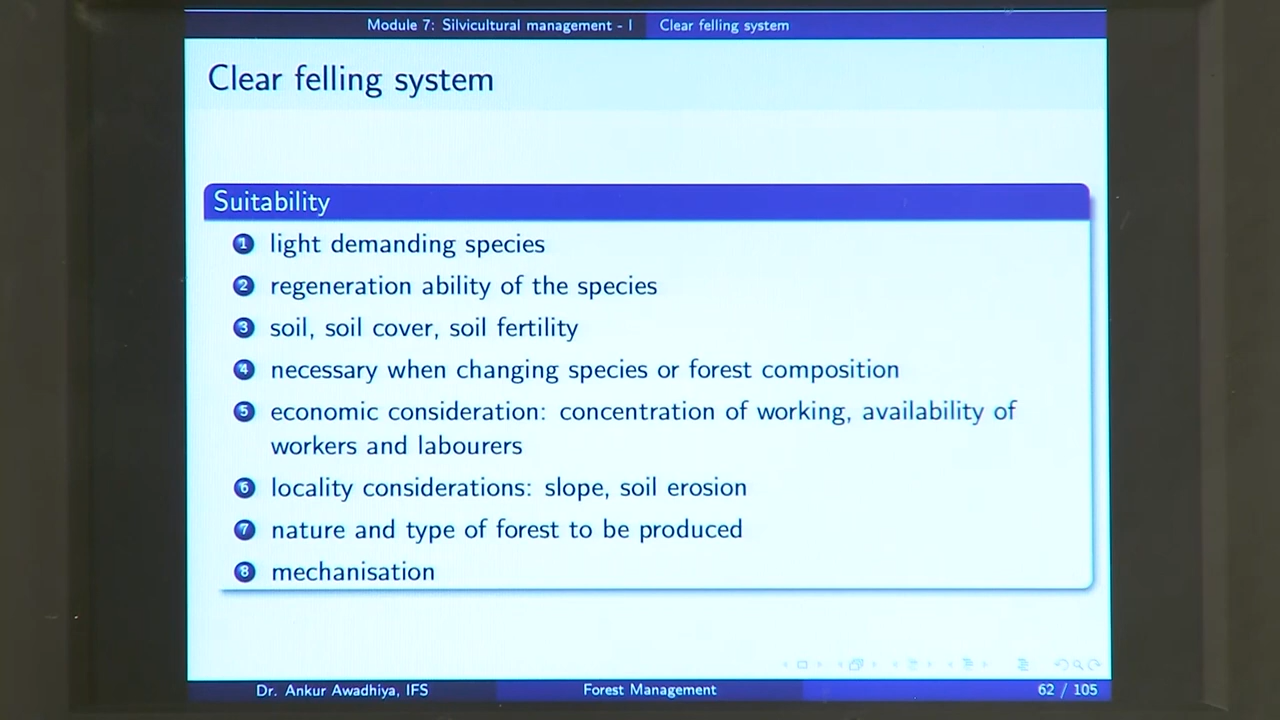 Module 7: Silvicultural management - I Clear felling system
Clear felling system
Suitability
1 light demanding species
2 regeneration ability of the species
3 soil, soil cover, soil fertility
4 necessary when changing species or forest composition
5 economic consideration: concentration of working, availability of
workers and labourers
6 locality considerations: slope, soil erosion
7 nature and type of forest to be produced
8 mechanisation
Dr. Ankur Awadhiya, IFS Forest Management 62 / 105